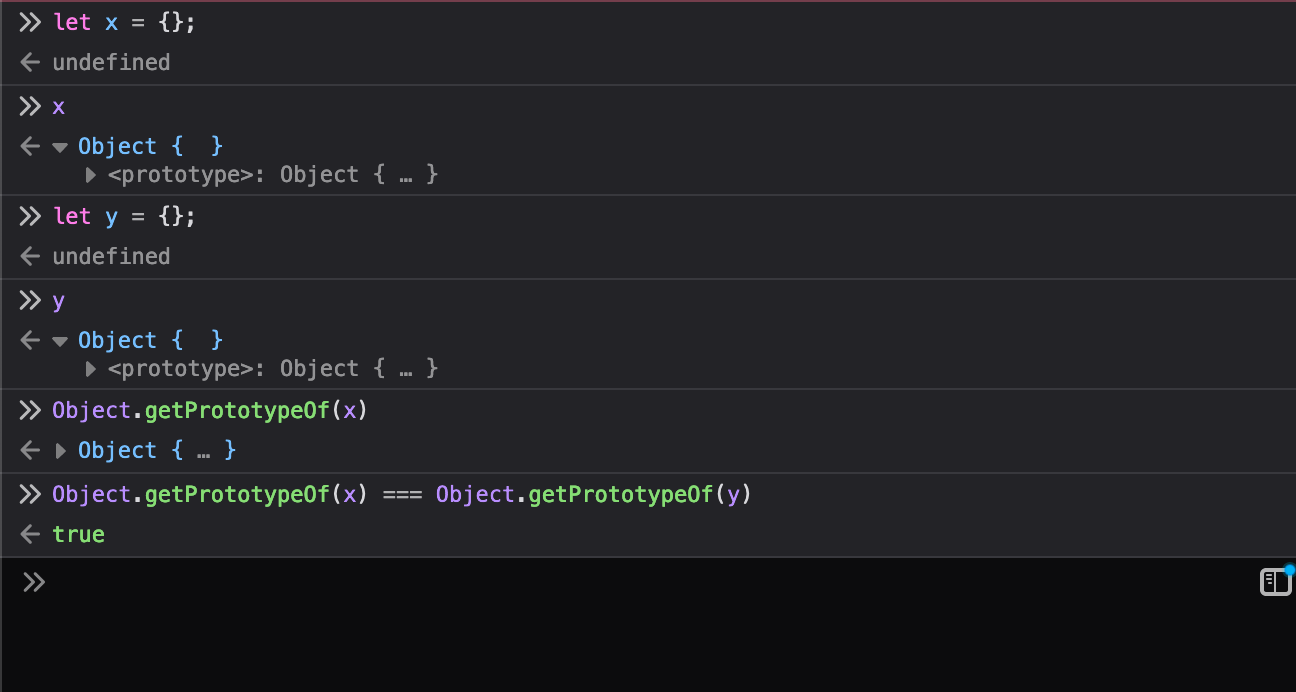 >> let x = {};
← undefined
>> x
← ▼ Object {  }
▶ <prototype>: Object { … }
>> let y = {};
← undefined
>> y
← ▼ Object {  }
▶ <prototype>: Object { … }
>> Object.getPrototypeOf(x)
← ▶ Object { … }
>> Object.getPrototypeOf(x) === Object.getPrototypeOf(y)
← true
>>